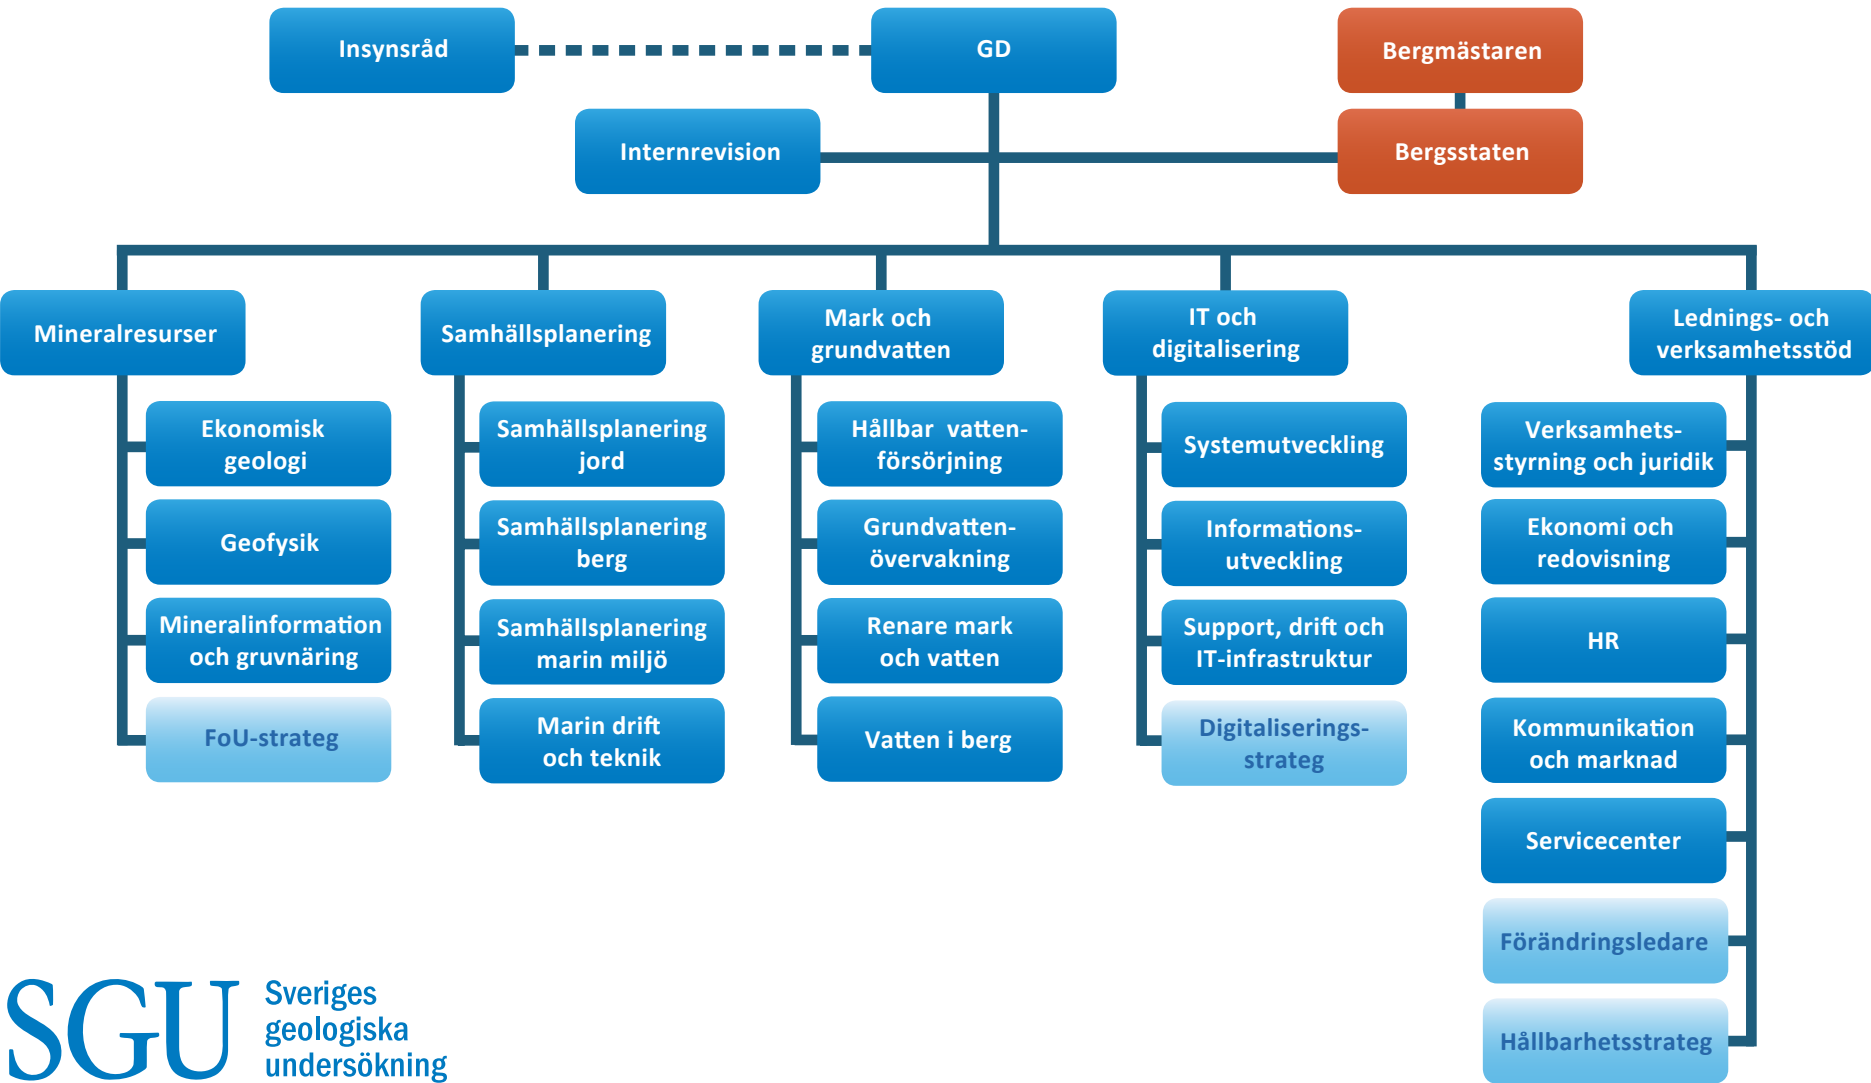 Insynsråd
GD
Bergmästaren
Internrevision
Bergsstaten
Mineralresurser
Samhällsplanering
Mark och
grundvatten
IT och
digitalisering
Lednings- och
verksamhetsstöd
Ekonomisk
geologi
Geofysik
Mineralinformation
och gruvnäring
FoU-strateg
Samhällsplanering
jord
Samhällsplanering
berg
Samhällsplanering
marin miljö
Marin drift
och teknik
Hållbar vatten-
försörjning
Grundvatten-
övervakning
Renare mark
och vatten
Vatten i berg
Systemutveckling
Informations-
utveckling
Support, drift och
IT-infrastruktur
Digitaliserings-
strateg
Verksamhets-
styrning och juridik
Ekonomi och
redovisning
HR
Kommunikation
och marknad
Servicecenter
Förändringsledare
Hållbarhetsstrateg
SGU
Sveriges
geologiska
undersökning